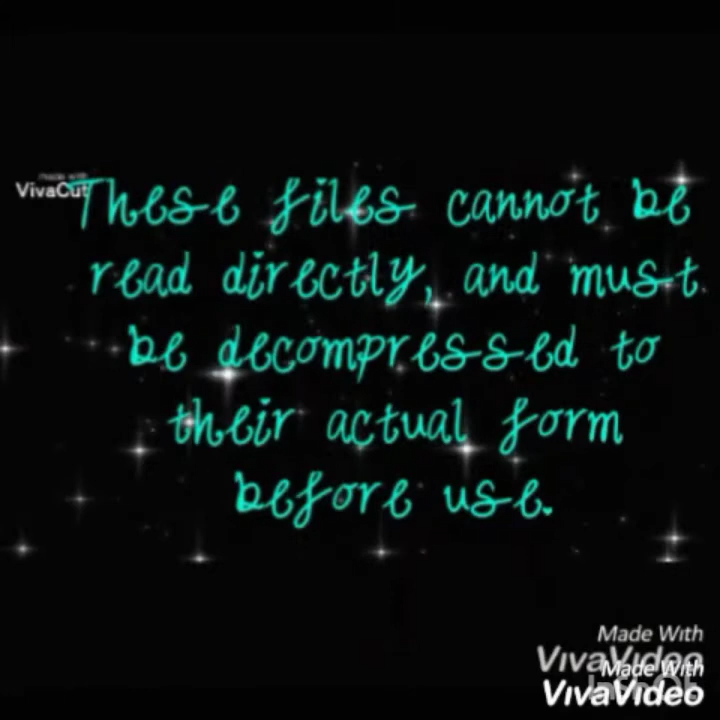 made with
VivaCut
These files cannot be
read directly, and must
be decompressed to
their actual form
before use.
Made With
VivaVideo
Made With
VivaVideo